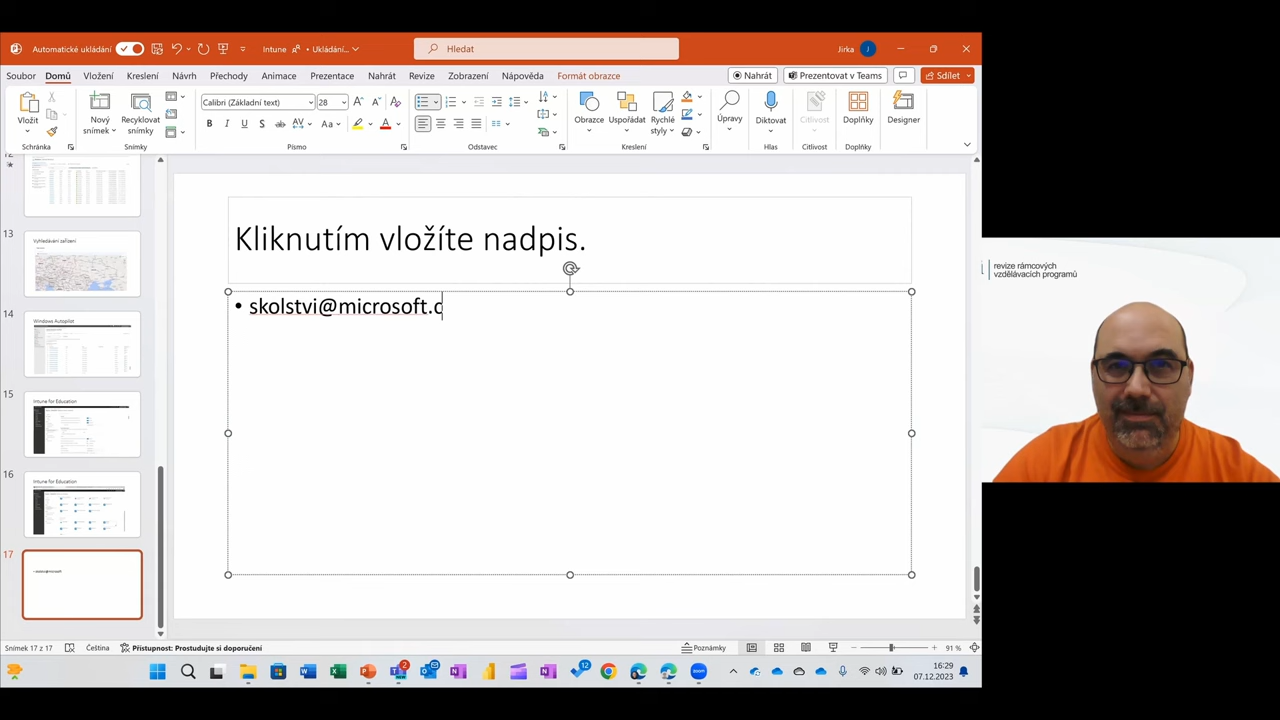 Automatické ukládání
Intune
Ukládání...
Hledat
Jirka
J
Soubor Domů Vložení Kreslení Návrh Přechody Animace Prezentace Nahrát Revize Zobrazení Nápověda Formát obrazce
Nahrát
Prezentovat v Teams
Sdílet
Vložit
Nový snímek
Recyklovat snímky
Calibri (Základní text)
28
Obrazce
Uspořádat
Rychlé styly
Úpravy
Diktovat
Citlivost
Doplňky
Designer
Schránka
Snímky
Písmo
Odstavec
Kreslení
Hlas
Citlivost
Doplňky
12
13
Vyhledávání zařízení
14
Windows Autopilot
15
Intune for Education
16
Intune for Education
17
Kliknutím vložíte nadpis.
• skolstvi@microsoft.c
revize rámcových
vzdělávacích programů
Snímek 17 z 17
Čeština
Přístupnost: Prostudujte si doporučení
Poznámky
91 %
2
12
zoom
16:29
07.12.2023